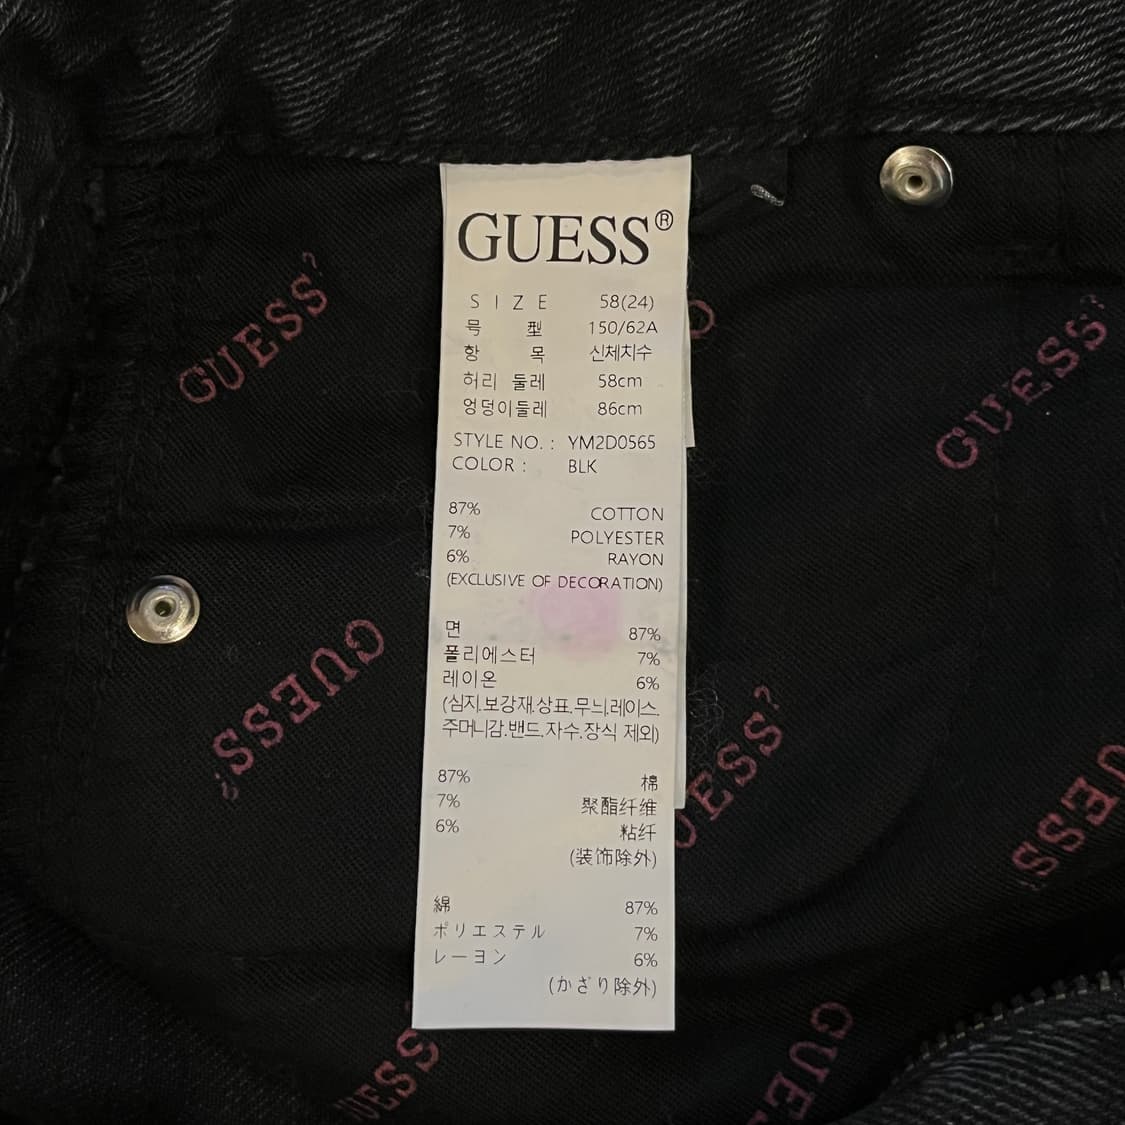 GUESS®
SIZE 58(24)
号型 150/62A
항목 신체치수
허리 둘레 58cm
엉덩이둘레 86cm
STYLE NO. : YM2D0565
COLOR : BLK
87% COTTON
7% POLYESTER
6% RAYON
(EXCLUSIVE OF DECORATION)
면 87%
폴리에스터 7%
레이온 6%
(심지.보강재.상표.무늬.레이스.
주머니감.밴드.자수.장식 제외)
87% 棉
7% 聚酯纤维
6% 粘纤
(装饰除外)
綿 87%
ポリエステル 7%
レーヨン 6%
(かざり除外)
GUESS?
GUESS?
GUESS?
GUESS?
GUESS
GUESS
GUESS